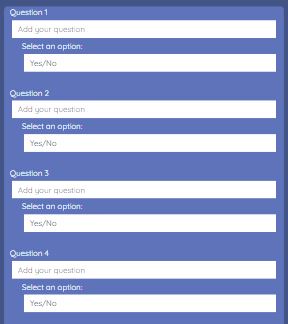 Question 1
Add your question
Select an option:
Yes/No
Question 2
Add your question
Select an option:
Yes/No
Question 3
Add your question
Select an option:
Yes/No
Question 4
Add your question
Select an option:
Yes/No